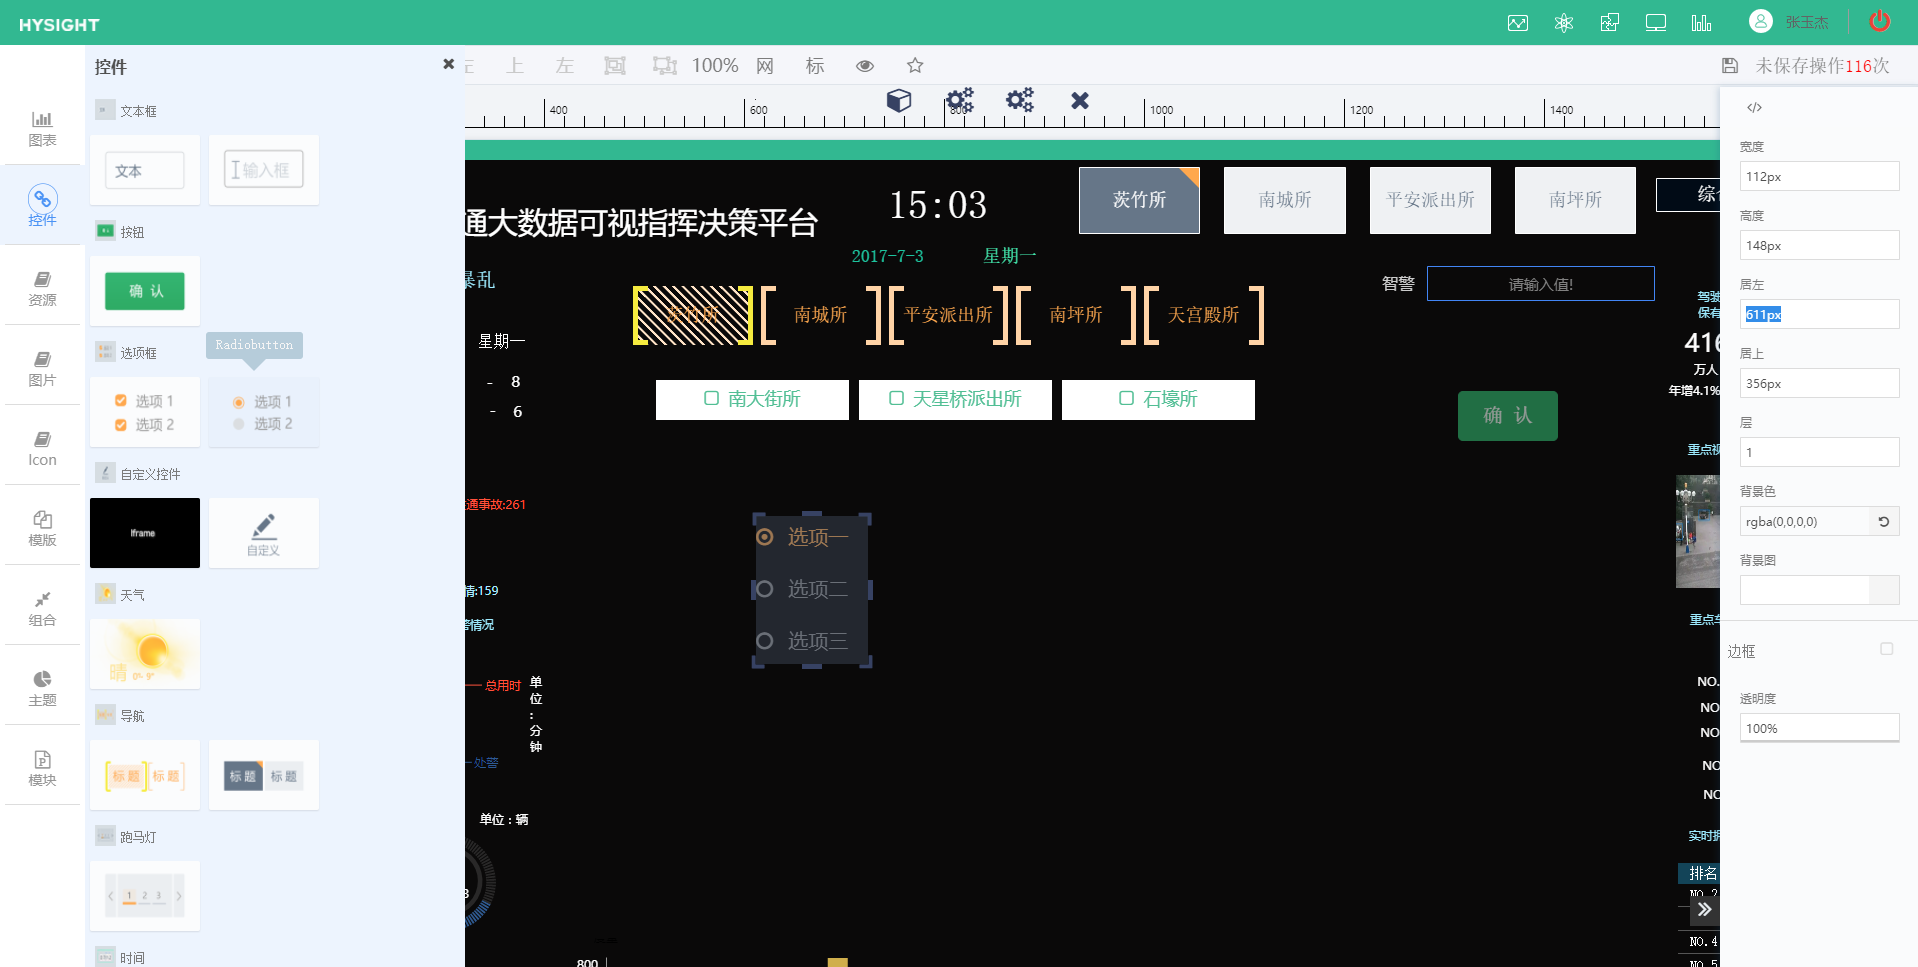 HYSIGHT
张玉杰
控件
左
上
左
100%
网
标
未保存操作116次
400
600
800
1000
1200
1400
图表
控件
资源
图片
Icon
模版
组合
主题
模块
文本框
文本
输入框
按钮
确 认
选项框
Radiobutton
选项 1
选项 2
选项 1
选项 2
自定义控件
Iframe
自定义
天气
晴 0°- 9°
导航
标 题
标 题
标 题
标 题
跑马灯
1 2 3
时间
通大数据可视指挥决策平台
15:03
2017-7-3
星期一
茨竹所
南城所
平安派出所
南坪所
综
暴乱
智警
请输入值!
茨竹所
南城所
平安派出所
南坪所
天宫殿所
星期一
- 8
- 6
南大街所
天星桥派出所
石壕所
确 认
驾驶
保有
416
万人
年增4.1%
重点视
通事故:261
选项一
选项二
选项三
情:159
警情况
重点车
总用时
单位:分钟
处警
单位 : 辆
3
800
NO.
NO
NO
NO
NO
实时拥
排名
NO.2
NO.4
NO.5
宽度
112px
高度
148px
居左
611px
居上
356px
层
1
背景色
rgba(0,0,0,0)
背景图
边框
透明度
100%